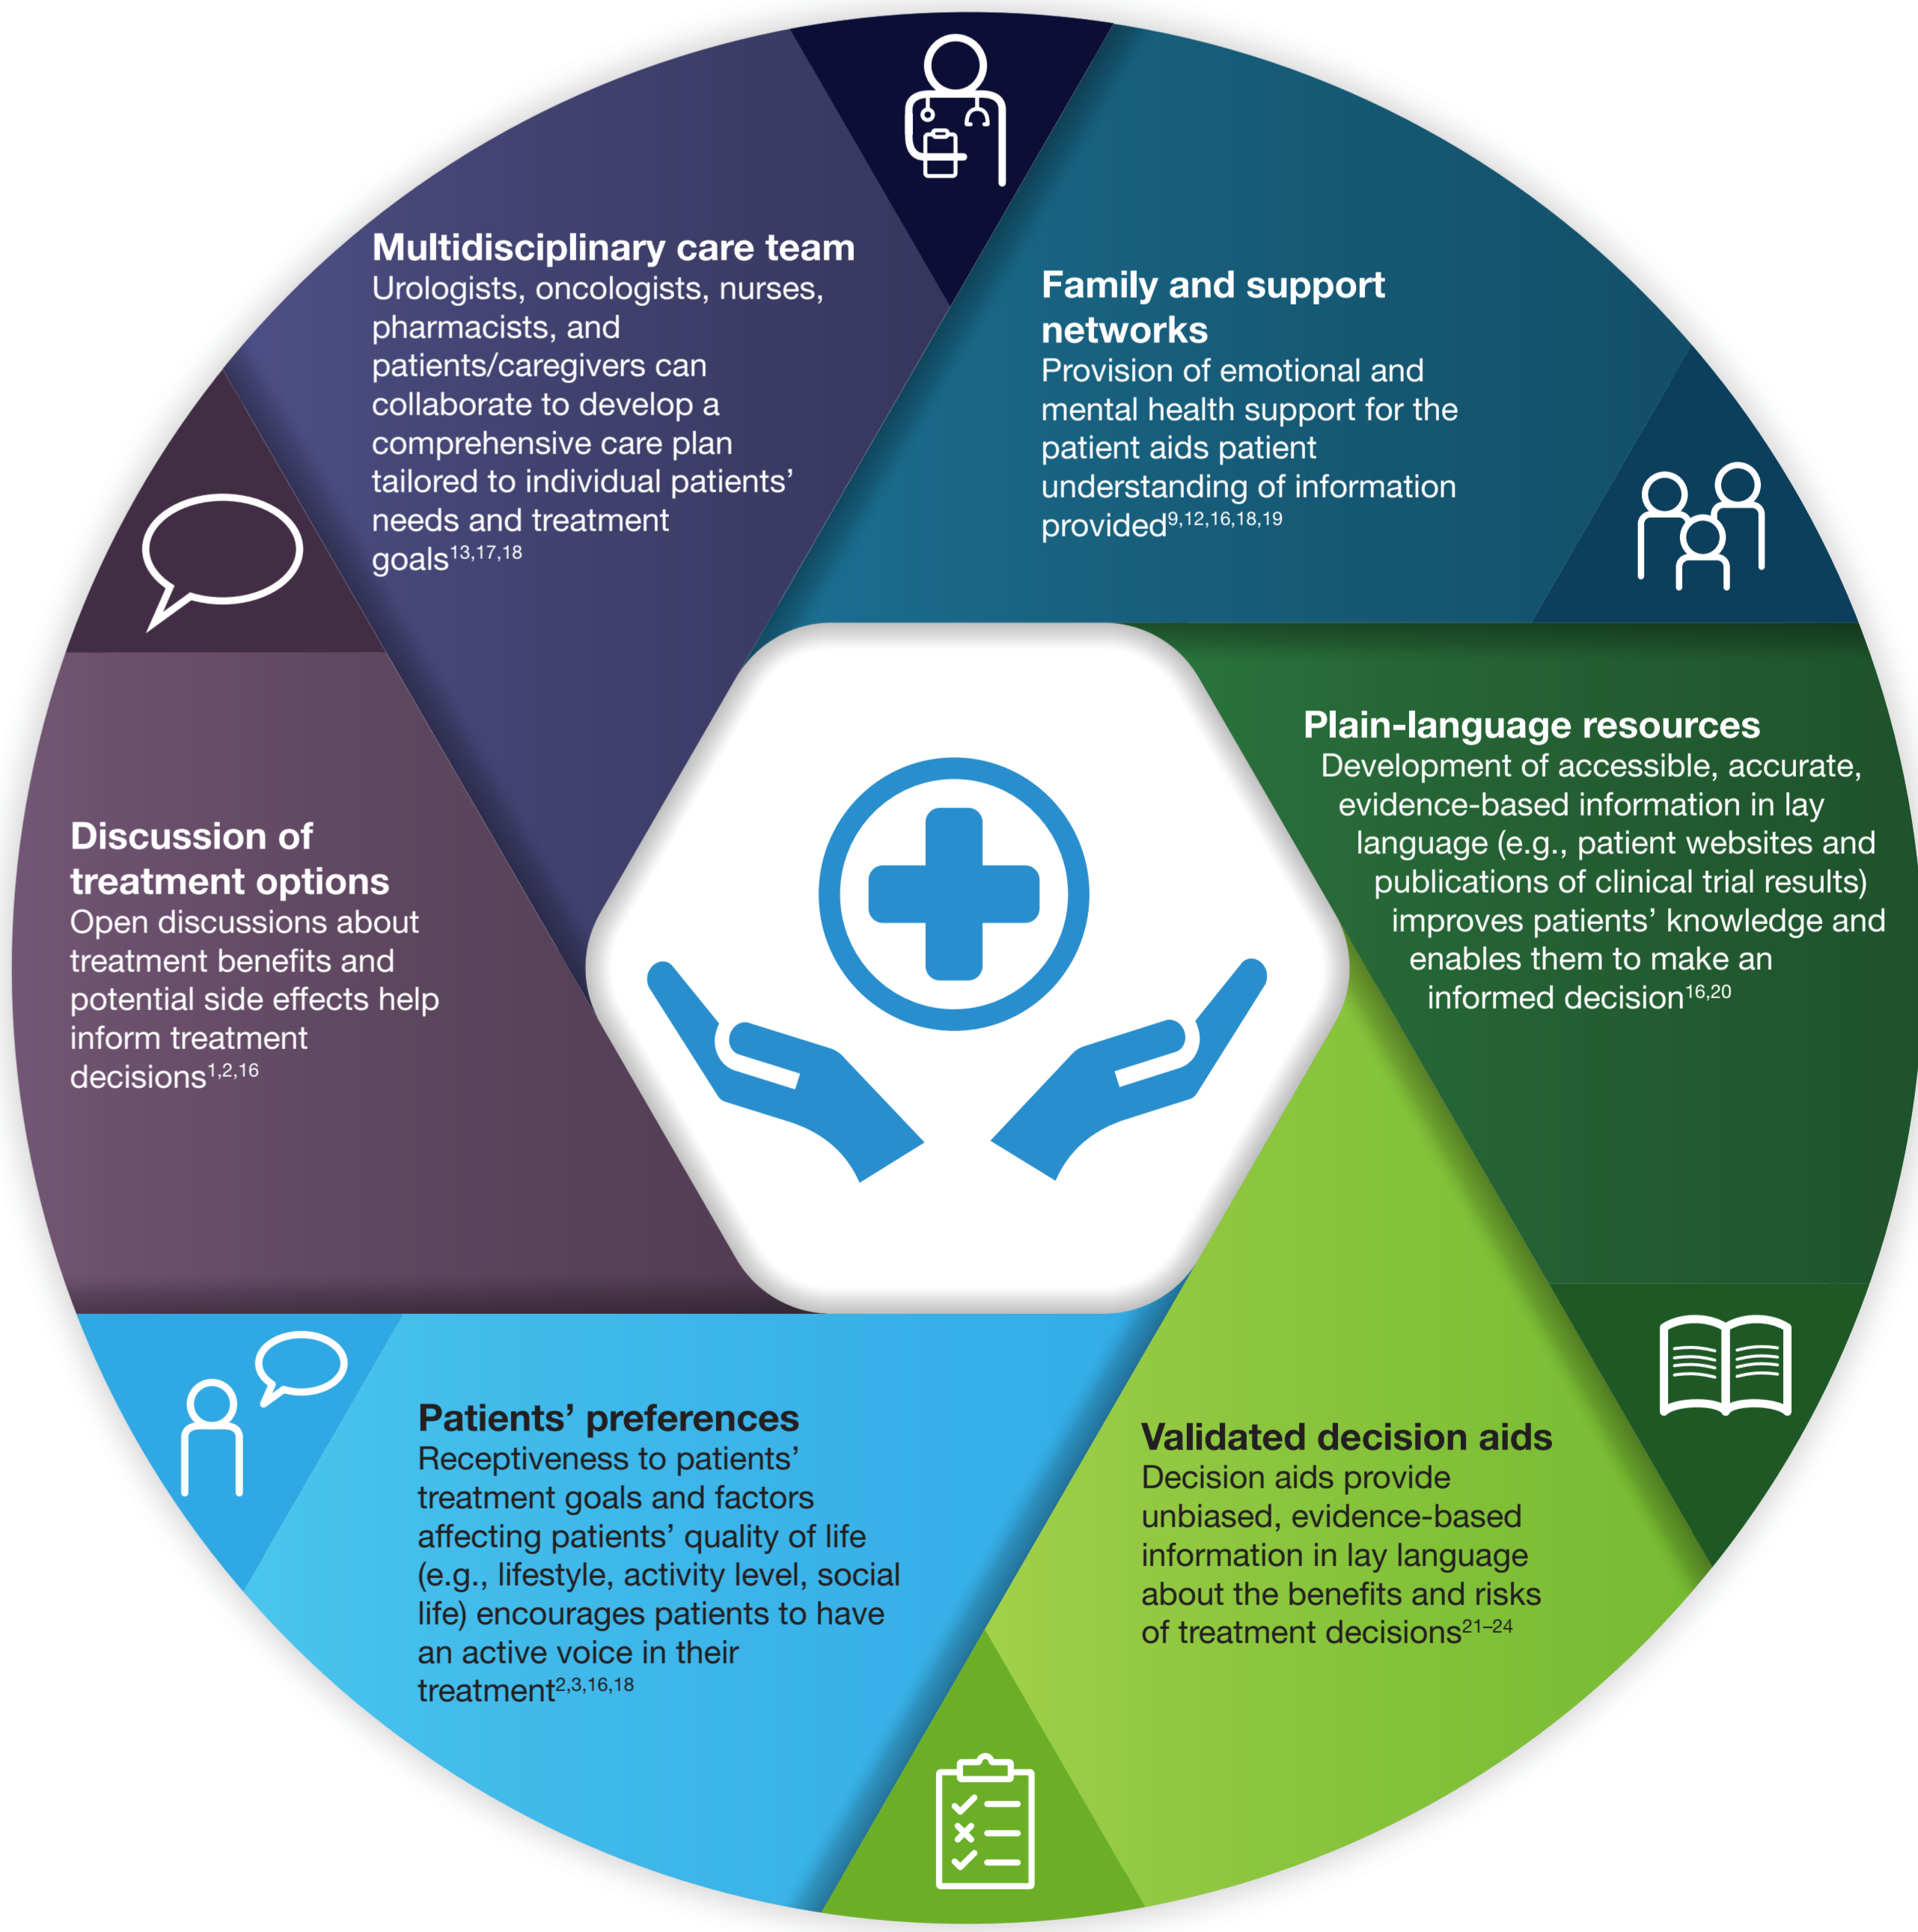 Multidisciplinary care team
Urologists, oncologists, nurses,
pharmacists, and
patients/caregivers can
collaborate to develop a
comprehensive care plan
tailored to individual patients’
needs and treatment
goals13,17,18
Family and support
networks
Provision of emotional and
mental health support for the
patient aids patient
understanding of information
provided9,12,16,18,19
Plain-language resources
Development of accessible, accurate,
evidence-based information in lay
language (e.g., patient websites and
publications of clinical trial results)
improves patients’ knowledge and
enables them to make an
informed decision16,20
Validated decision aids
Decision aids provide
unbiased, evidence-based
information in lay language
about the benefits and risks
of treatment decisions21–24
Patients’ preferences
Receptiveness to patients’
treatment goals and factors
affecting patients’ quality of life
(e.g., lifestyle, activity level, social
life) encourages patients to have
an active voice in their
treatment2,3,16,18
Discussion of
treatment options
Open discussions about
treatment benefits and
potential side effects help
inform treatment
decisions1,2,16